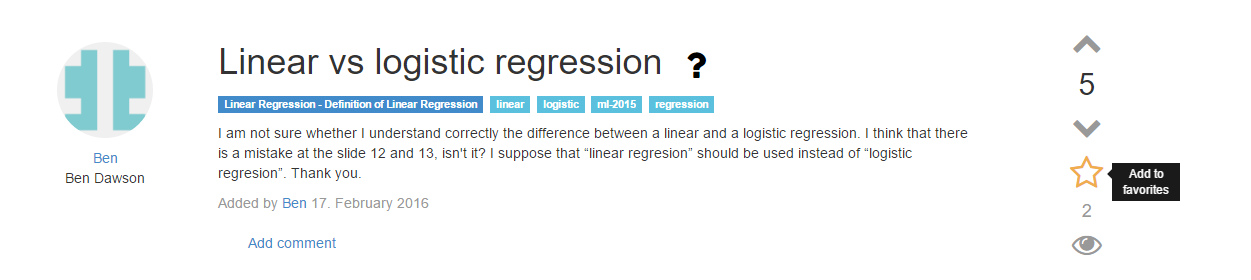 Linear vs logistic regression ?
Linear Regression - Definition of Linear Regression linear logistic ml-2015 regression
I am not sure whether I understand correctly the difference between a linear and a logistic regression. I think that there
is a mistake at the slide 12 and 13, isn't it? I suppose that “linear regresion” should be used instead of “logistic
regresion”. Thank you.
Added by Ben 17. February 2016
Add comment
Ben
Ben Dawson
5
Add to
favorites
2